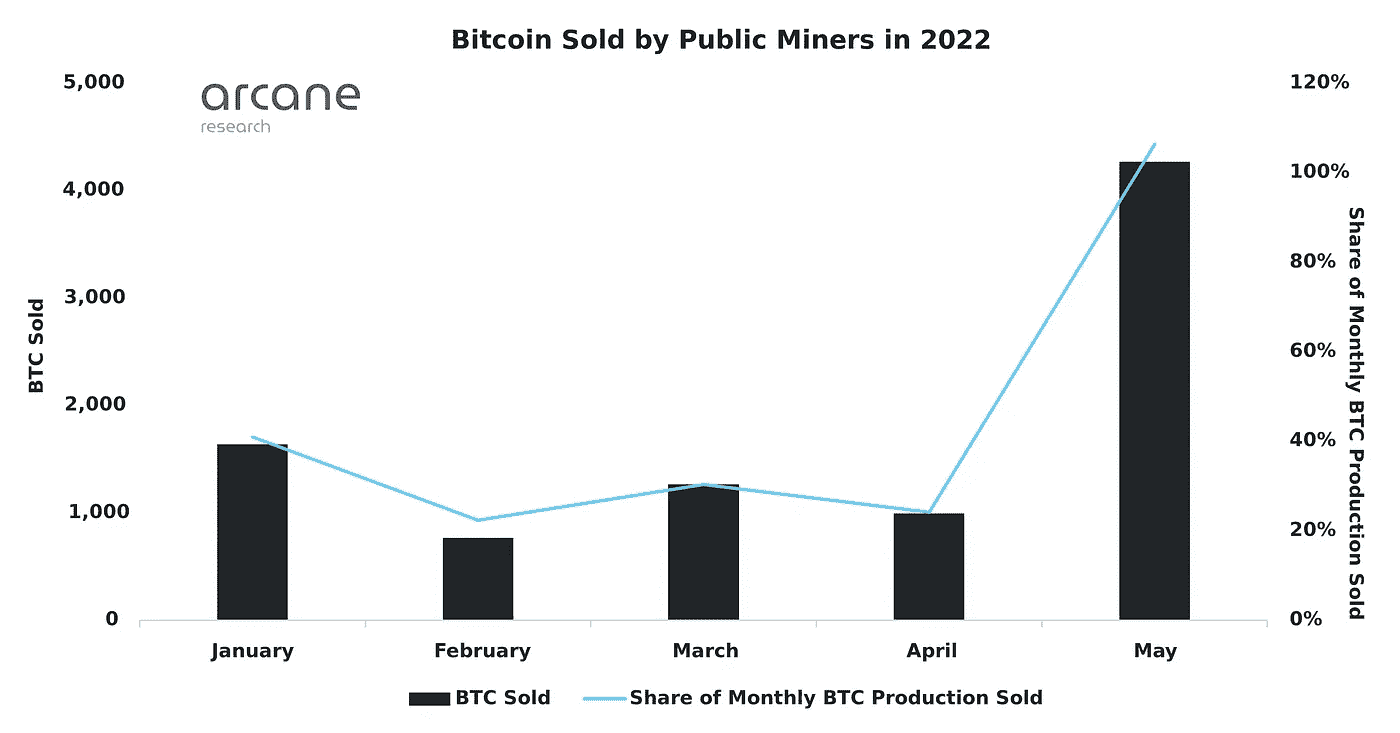 Bitcoin Sold by Public Miners in 2022
arcane
research
5,000
4,000
3,000
2,000
1,000
0
BTC Sold
120%
100%
80%
60%
40%
20%
0%
Share of Monthly BTC Production Sold
January February March April May
BTC Sold Share of Monthly BTC Production Sold